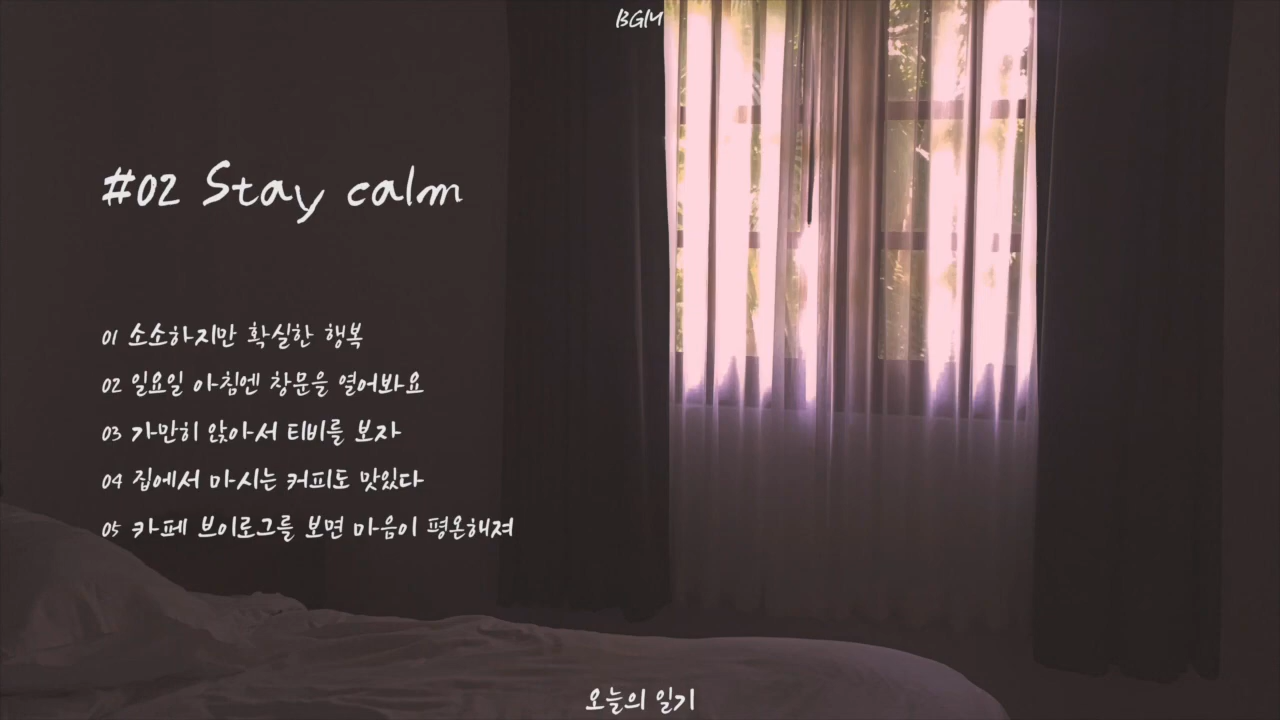 BGM
#02 Stay calm
01 소소하지만 확실한 행복
02 일요일 아침엔 창문을 열어봐요
03 가만히 앉아서 티비를 보자
04 집에서 마시는 커피도 맛있다
05 카페 브이로그를 보면 마음이 평온해져
오늘의 일기